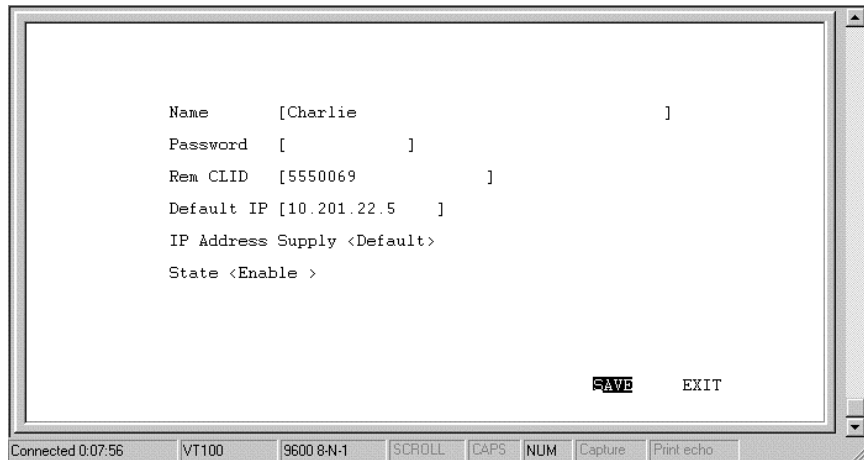 Name [Charlie ]
Password [ ]
Rem CLID [5550069 ]
Default IP [10.201.22.5 ]
IP Address Supply <Default>
State <Enable >
SAVE EXIT
Connected 0:07:56 VT100 9600 8-N-1 SCROLL CAPS NUM Capture Print echo